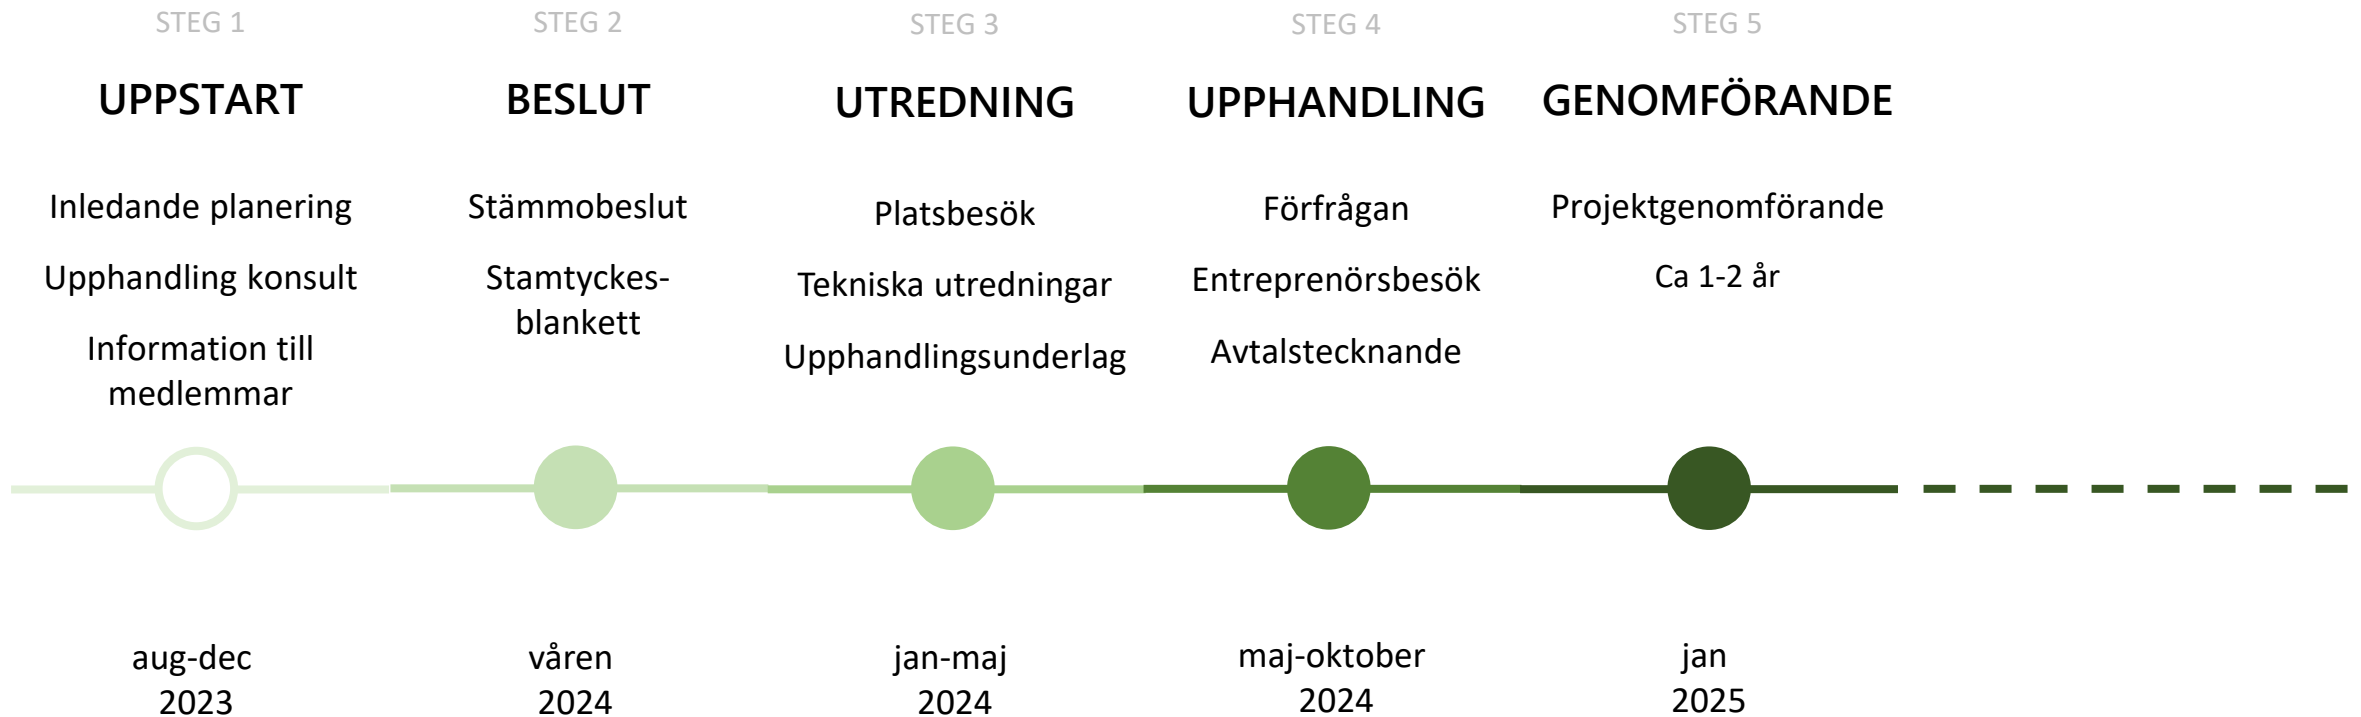 STEG 1
UPPSTART
Inledande planering
Upphandling konsult
Information till
medlemmar
aug-dec
2023
STEG 2
BESLUT
Stämmobeslut
Stamtyckes-
blankett
våren
2024
STEG 3
UTREDNING
Platsbesök
Tekniska utredningar
Upphandlingsunderlag
jan-maj
2024
STEG 4
UPPHANDLING
Förfrågan
Entreprenörsbesök
Avtalstecknande
maj-oktober
2024
STEG 5
GENOMFÖRANDE
Projektgenomförande
Ca 1-2 år
jan
2025